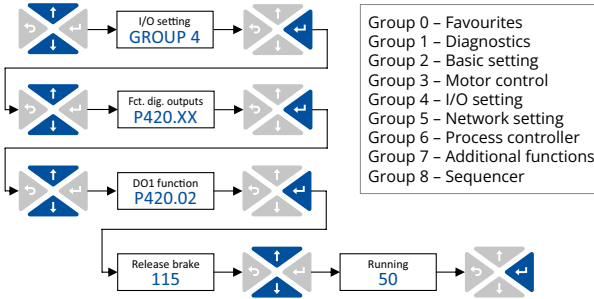 I/O setting
GROUP 4
Fct. dig. outputs
P420.XX
DO1 function
P420.02
Release brake
115
Running
50
Group 0 – Favourites
Group 1 – Diagnostics
Group 2 – Basic setting
Group 3 – Motor control
Group 4 – I/O setting
Group 5 – Network setting
Group 6 – Process controller
Group 7 – Additional functions
Group 8 – Sequencer